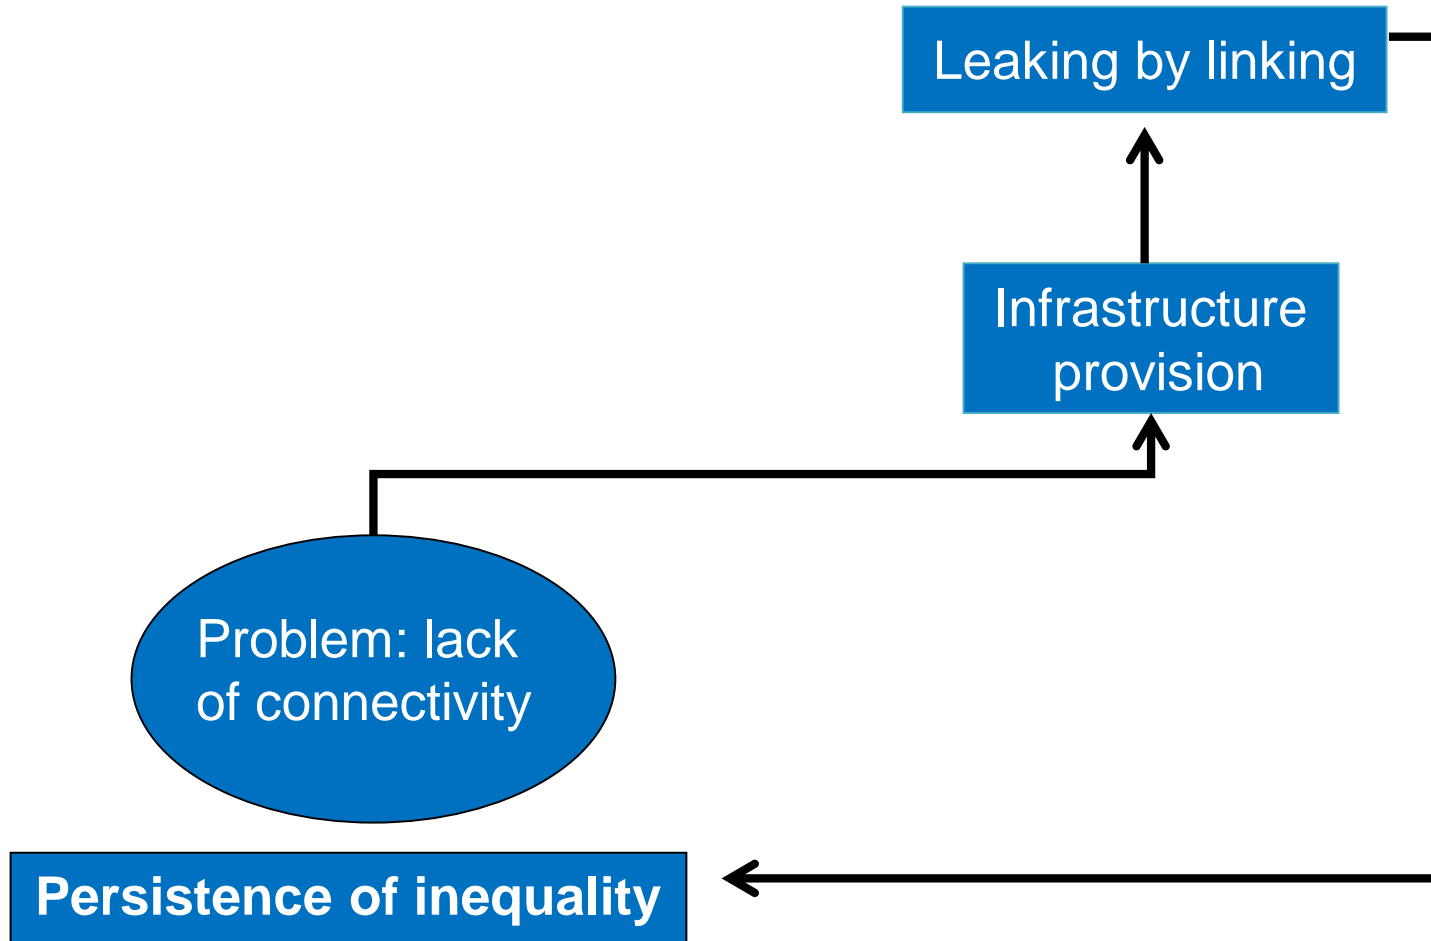 Leaking by linking
Infrastructure
provision
Problem: lack
of connectivity
Persistence of inequality